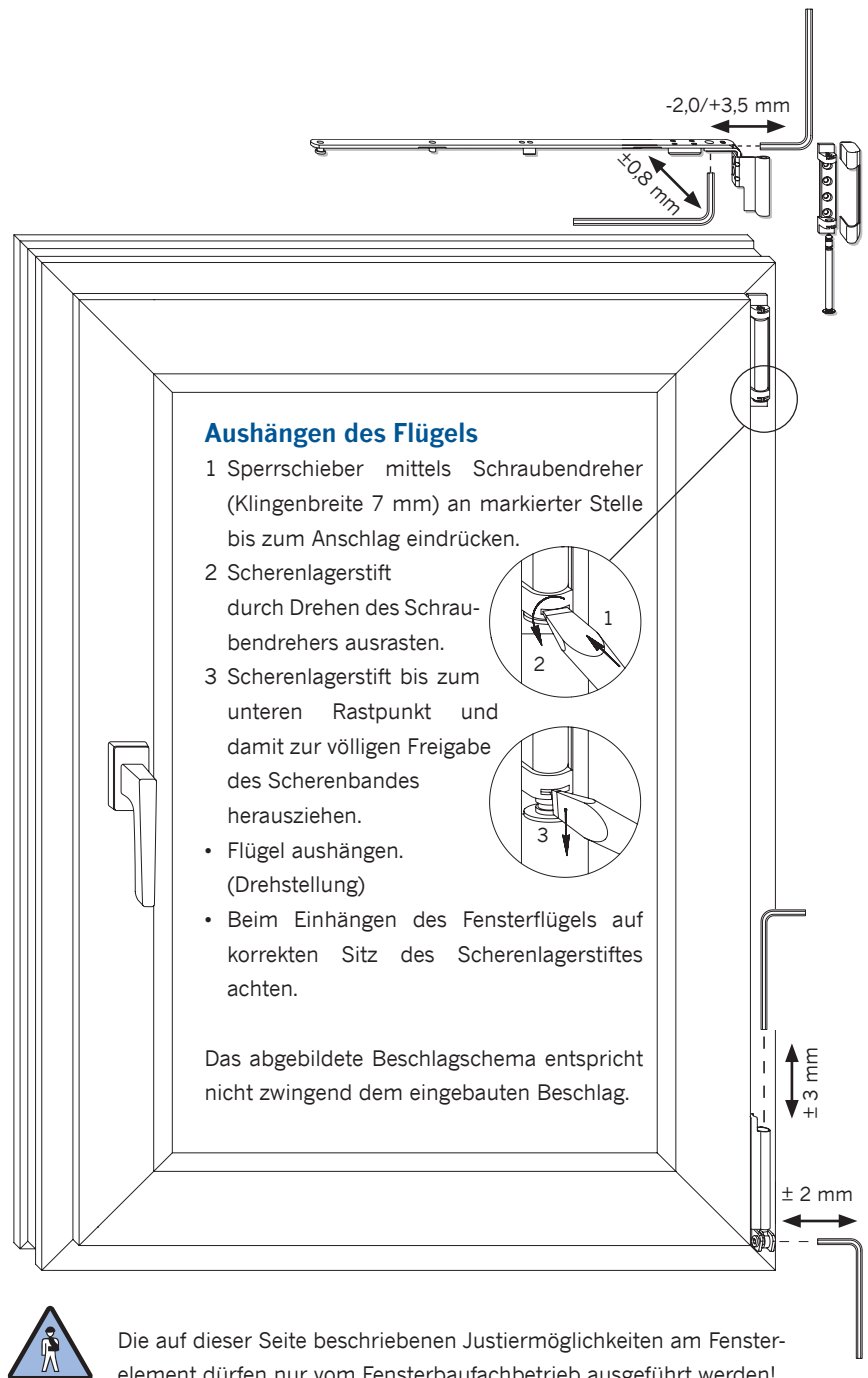 -2,0/+3,5 mm
±0,8 mm
Aushängen des Flügels
1 Sperrschieber mittels Schraubendreher
(Klingenbreite 7 mm) an markierter Stelle
bis zum Anschlag eindrücken.
2 Scherenlagerstift
durch Drehen des Schrau-
bendrehers ausrasten.
1
2
3 Scherenlagerstift bis zum
unteren Rastpunkt und
damit zur völligen Freigabe
des Scherenbandes
herausziehen.
3
• Flügel aushängen.
(Drehstellung)
• Beim Einhängen des Fensterflügels auf
korrekten Sitz des Scherenlagerstiftes
achten.
Das abgebildete Beschlagschema entspricht
nicht zwingend dem eingebauten Beschlag.
± 3 mm
± 2 mm
Die auf dieser Seite beschriebenen Justiermöglichkeiten am Fenster-
element dürfen nur vom Fensterbaufachbetrieb ausgeführt werden!